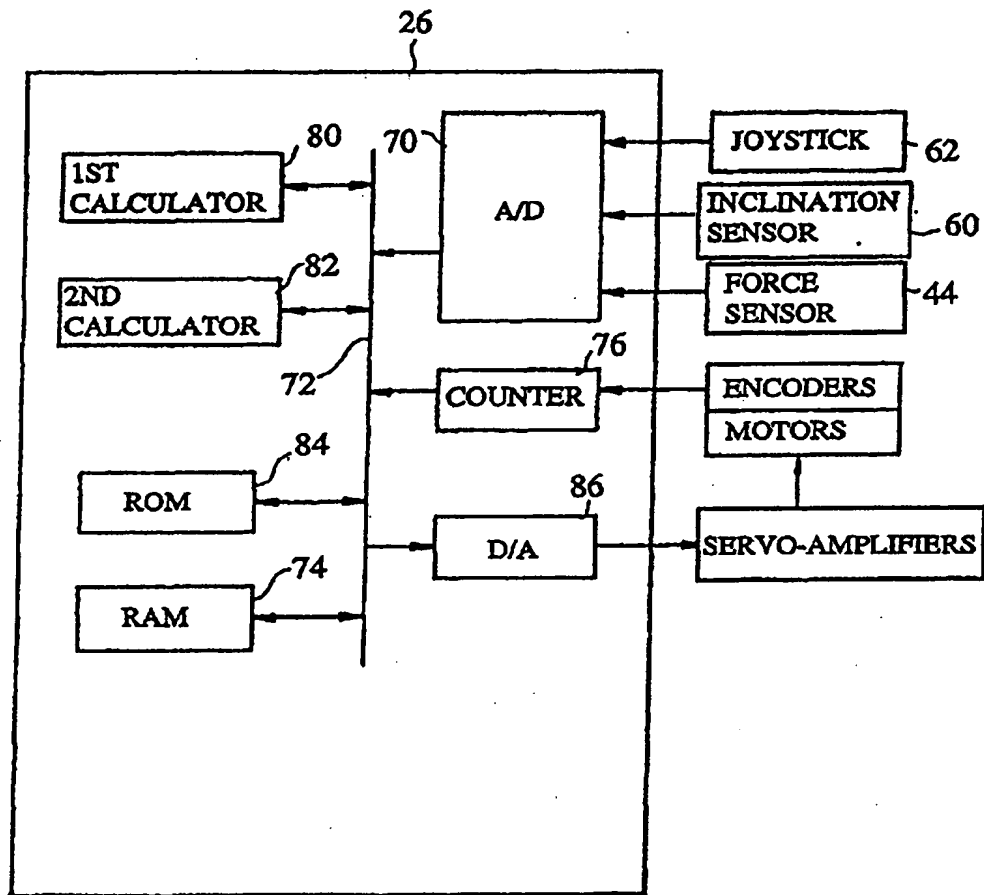 26
80
1ST
CALCULATOR
70
A/D
JOYSTICK
62
INCLINATION
SENSOR
60
82
2ND
CALCULATOR
FORCE
SENSOR
44
72
76
COUNTER
ENCODERS
MOTORS
84
ROM
86
D/A
SERVO-AMPLIFIERS
74
RAM